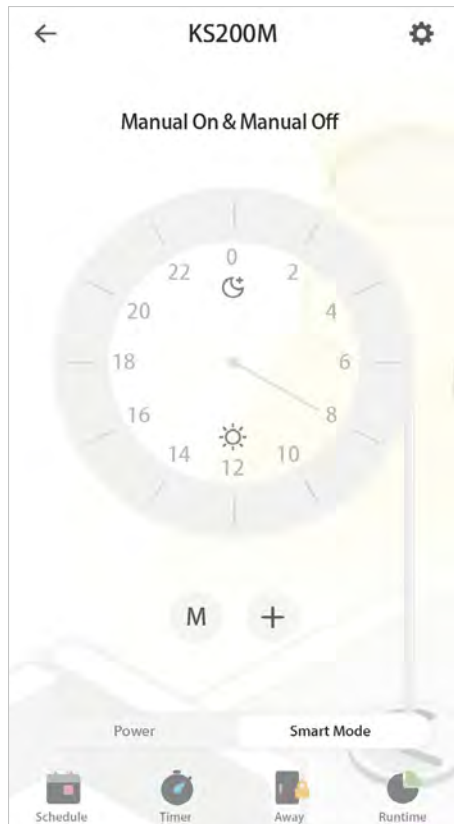 KS200M
Manual On & Manual Off
0
22 2
20 4
18 6
16 8
14 10
12
M +
Power Smart Mode
Schedule Timer Away Runtime